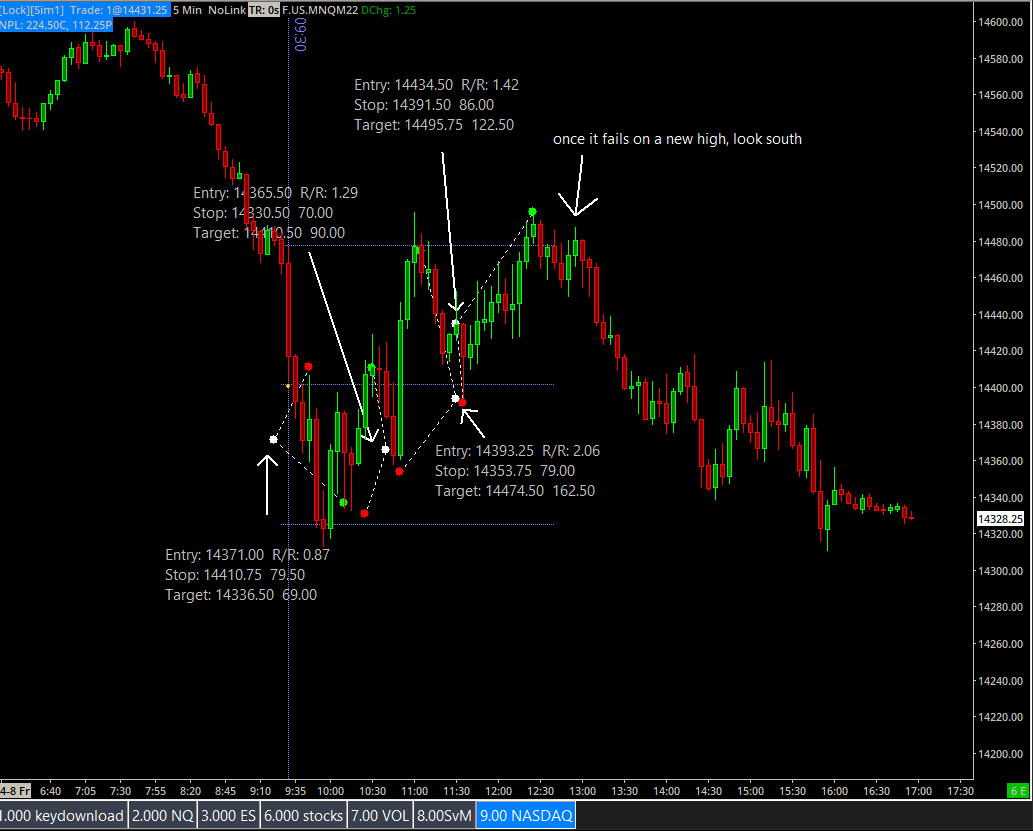 [Lock][Sim1] Trade: 1@14431.25 5 Min NoLink TR: 0s F.US.MNQM22 DChg: 1.25
NPL: 224.50C, 112.25P
09:30
14600.00
14580.00
Entry: 14434.50 R/R: 1.42
Stop: 14391.50 86.00
Target: 14495.75 122.50
14560.00
14540.00
once it fails on a new high, look south
14520.00
Entry: 14365.50 R/R: 1.29
Stop: 14330.50 70.00
Target: 14410.50 90.00
14500.00
14480.00
14460.00
14440.00
14420.00
14400.00
14380.00
Entry: 14393.25 R/R: 2.06
Stop: 14353.75 79.00
Target: 14474.50 162.50
14360.00
14340.00
14328.25
14320.00
Entry: 14371.00 R/R: 0.87
Stop: 14410.75 79.50
Target: 14336.50 69.00
14300.00
14280.00
14260.00
14240.00
14220.00
14200.00
4-8 Fr 6:40 7:05 7:30 7:55 8:20 8:45 9:10 9:35 10:00 10:30 11:00 11:30 12:00 12:30 13:00 13:30 14:00 14:30 15:00 15:30 16:00 16:30 17:00 17:30 6 E
1.000 keydownload 2.000 NQ 3.000 ES 6.000 stocks 7.00 VOL 8.00SvM 9.00 NASDAQ